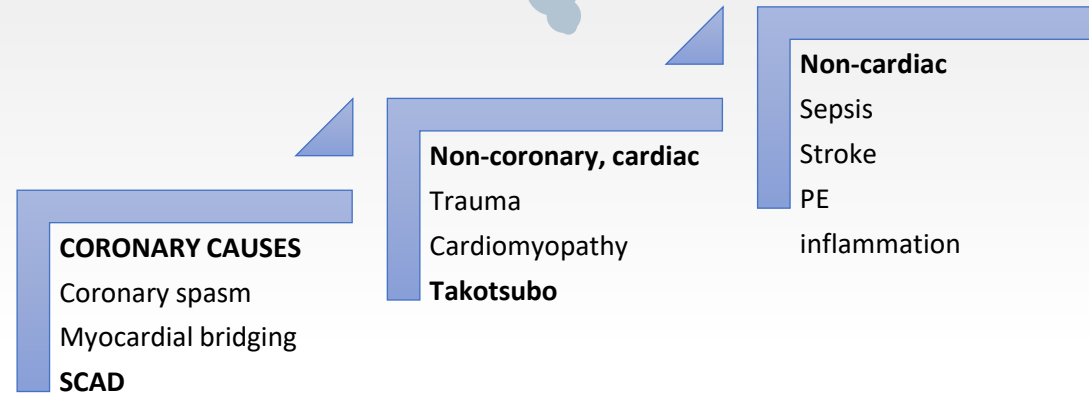 CORONARY CAUSES
Coronary spasm
Myocardial bridging
SCAD
Non-coronary, cardiac
Trauma
Cardiomyopathy
Takotsubo
Non-cardiac
Sepsis
Stroke
PE
inflammation